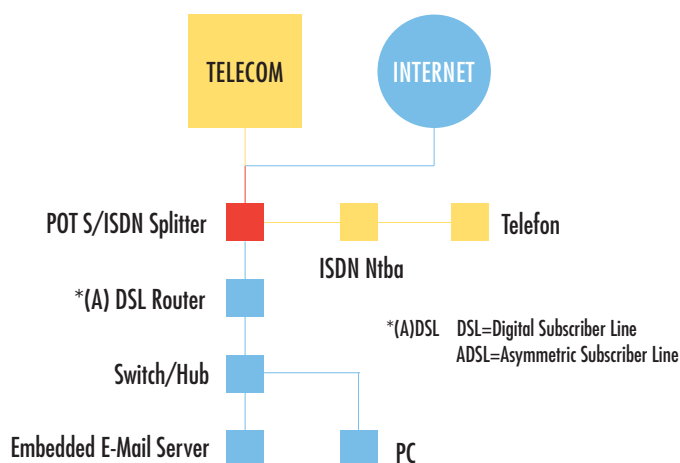 TELECOM
INTERNET
POT S/ISDN Splitter
Telefon
ISDN Ntba
*(A) DSL Router
*(A)DSL DSL=Digital Subscriber Line
ADSL=Asymmetric Subscriber Line
Switch/Hub
Embedded E-Mail Server
PC